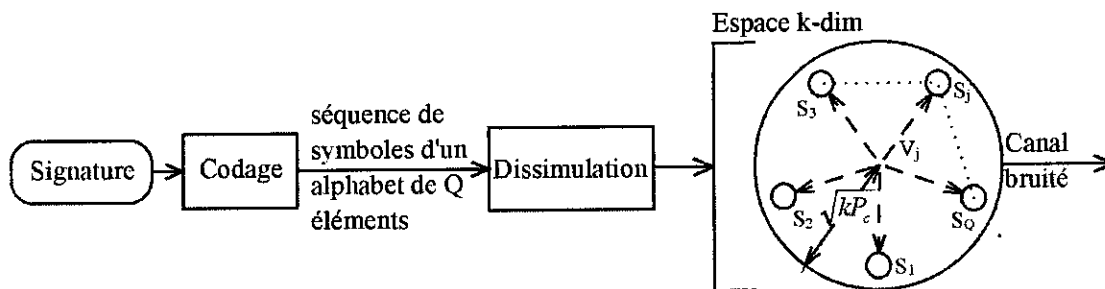 Espace k-dim
Signature
Codage
séquence de
symboles d'un
alphabet de Q
éléments
Dissimulation
S3
Sj
Vj
S2
√kPc
SQ
S1
Canal
bruité